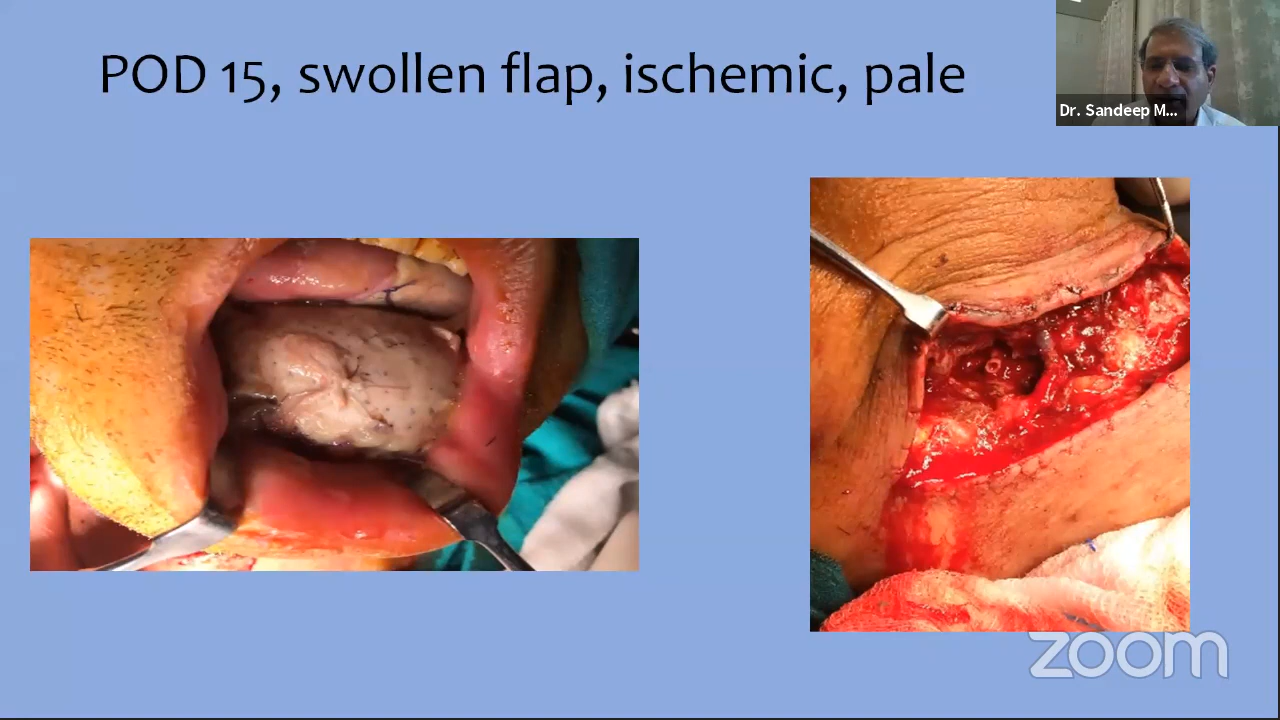 POD 15, swollen flap, ischemic, pale
Dr. Sandeep M...
zoom